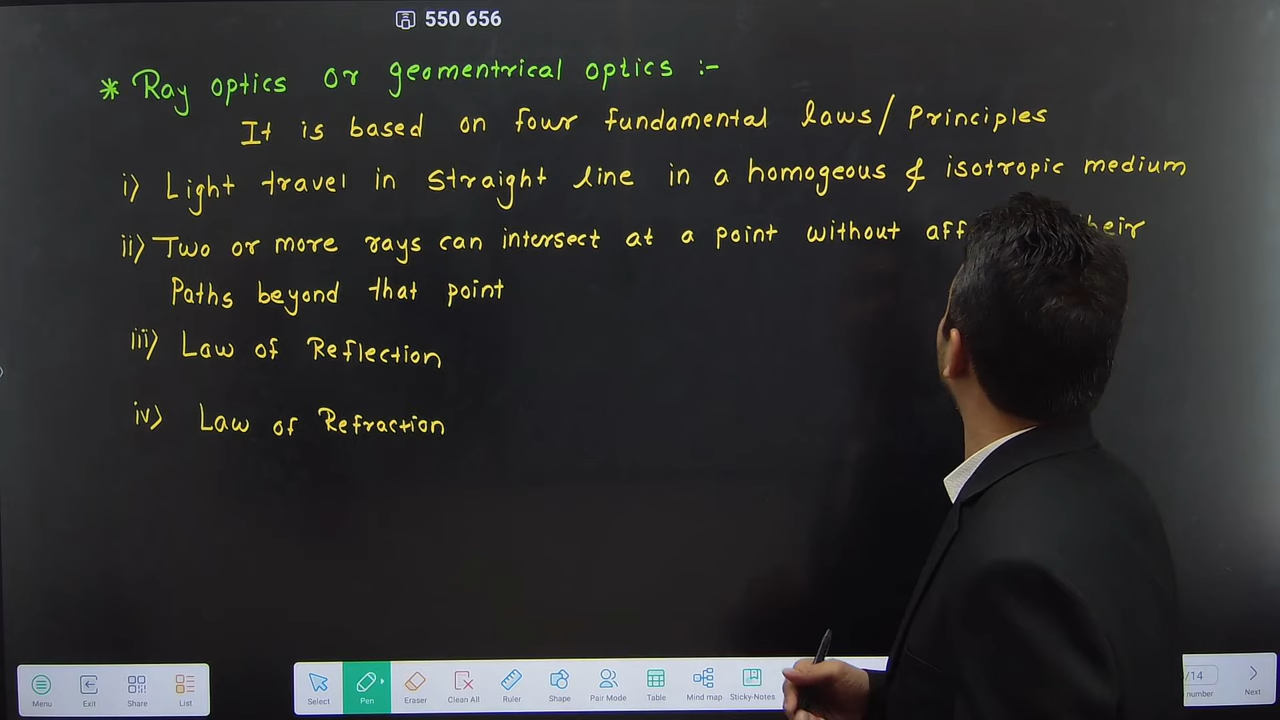 550 656
* Ray optics or geomentrical optics :-
It is based on four fundamental laws/Principles
i) Light travel in straight line in a homogeous & isotropic medium
ii) Two or more rays can intersect at a point without
Paths beyond that point
iii) Law of Reflection
iv) Law of Refraction
Menu Exit Share List Select Pen Eraser Clean All Ruler Shape Pair Mode Table Mind map Sticky-Notes /14 number Next